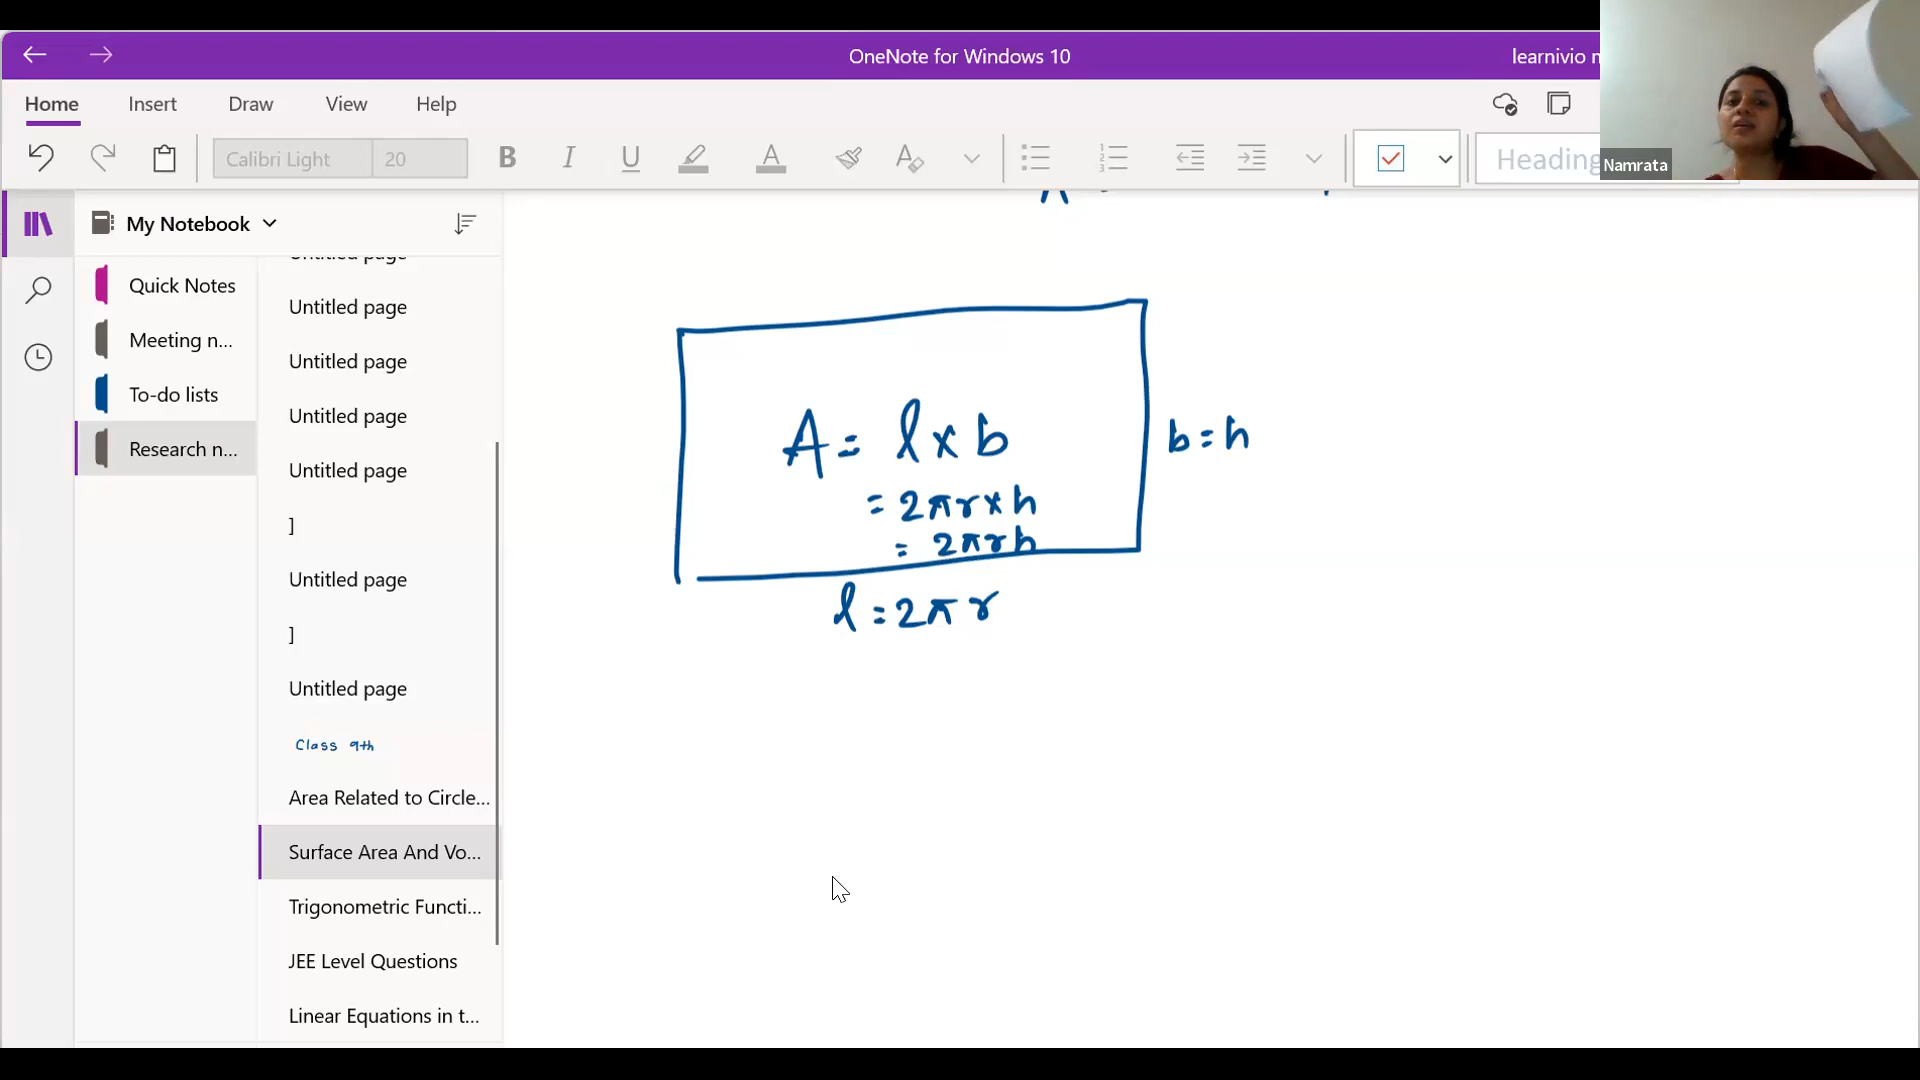 OneNote for Windows 10
learnivio
Home Insert Draw View Help
Calibri Light 20 B I U A A Heading
Namrata
My Notebook
Quick Notes
Meeting n...
To-do lists
Research n...
Untitled page
Untitled page
Untitled page
Untitled page
Untitled page
]
Untitled page
]
Untitled page
Class 9th
Area Related to Circle...
Surface Area And Vo...
Trigonometric Functi...
JEE Level Questions
Linear Equations in t...
A = l × b
= 2πr × h
= 2πrh
b = h
l = 2πr